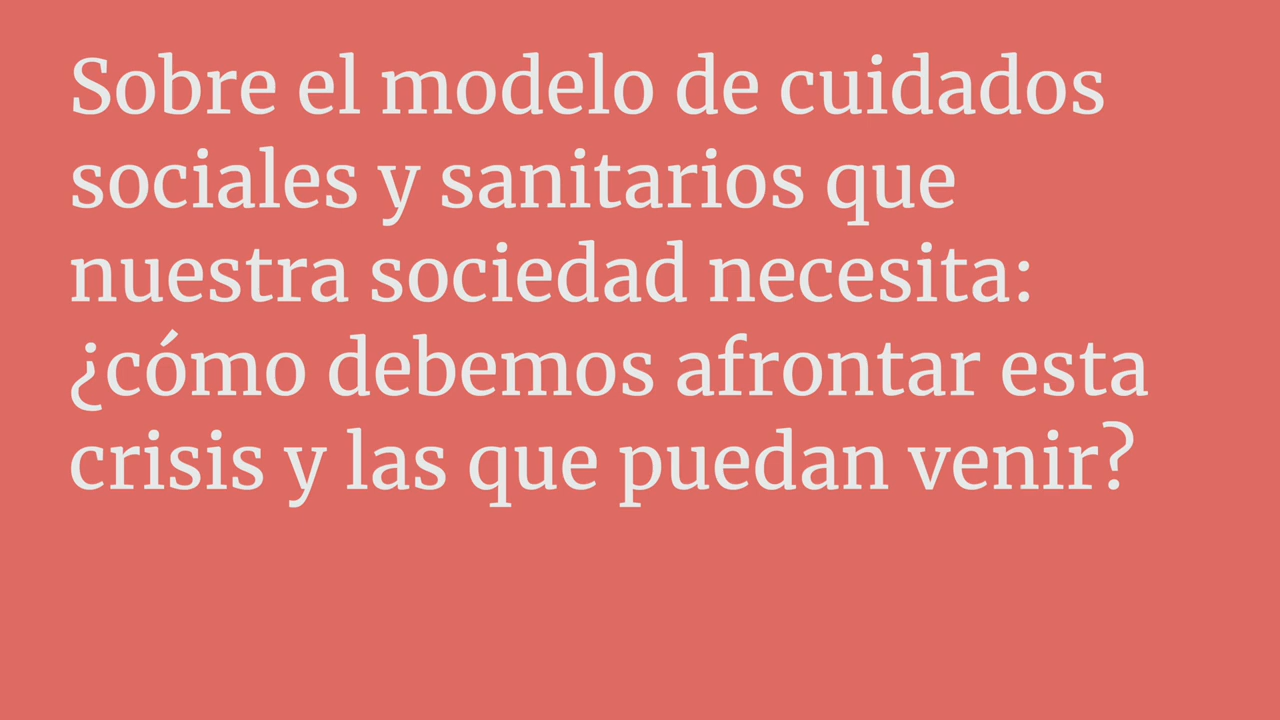 Sobre el modelo de cuidados
sociales y sanitarios que
nuestra sociedad necesita:
¿cómo debemos afrontar esta
crisis y las que puedan venir?